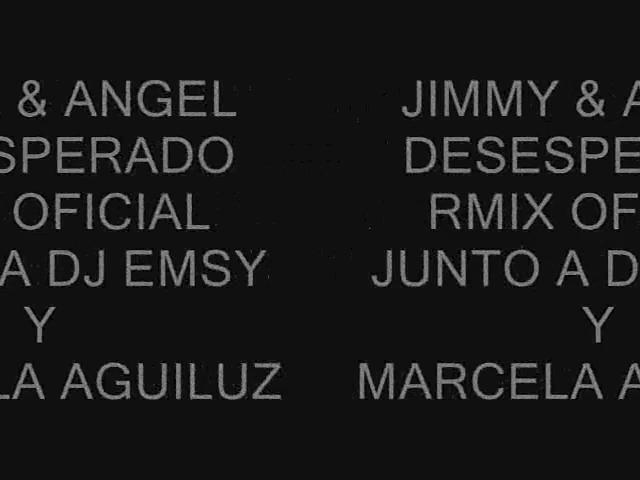 & ANGEL
SPERADO
OFICIAL
A DJ EMSY
Y
LA AGUILUZ
JIMMY & A
DESESPE
RMIX OF
JUNTO A D
Y
MARCELA A